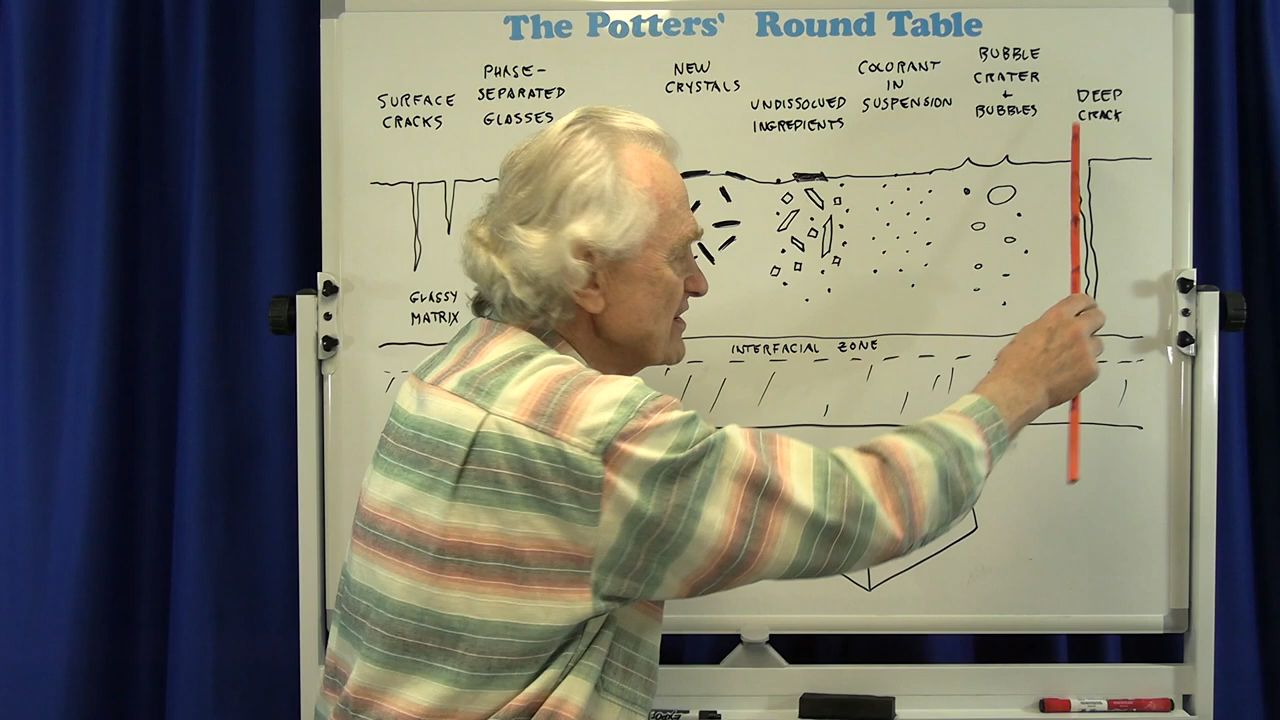 The Potters' Round Table
SURFACE
CRACKS
PHASE-
SEPARATED
GLASSES
NEW
CRYSTALS
UNDISSOLVED
INGREDIENTS
COLORANT
IN
SUSPENSION
BUBBLE
CRATER
+
BUBBLES
DEEP
CRACK
GLASSY
MATRIX
INTERFACIAL ZONE